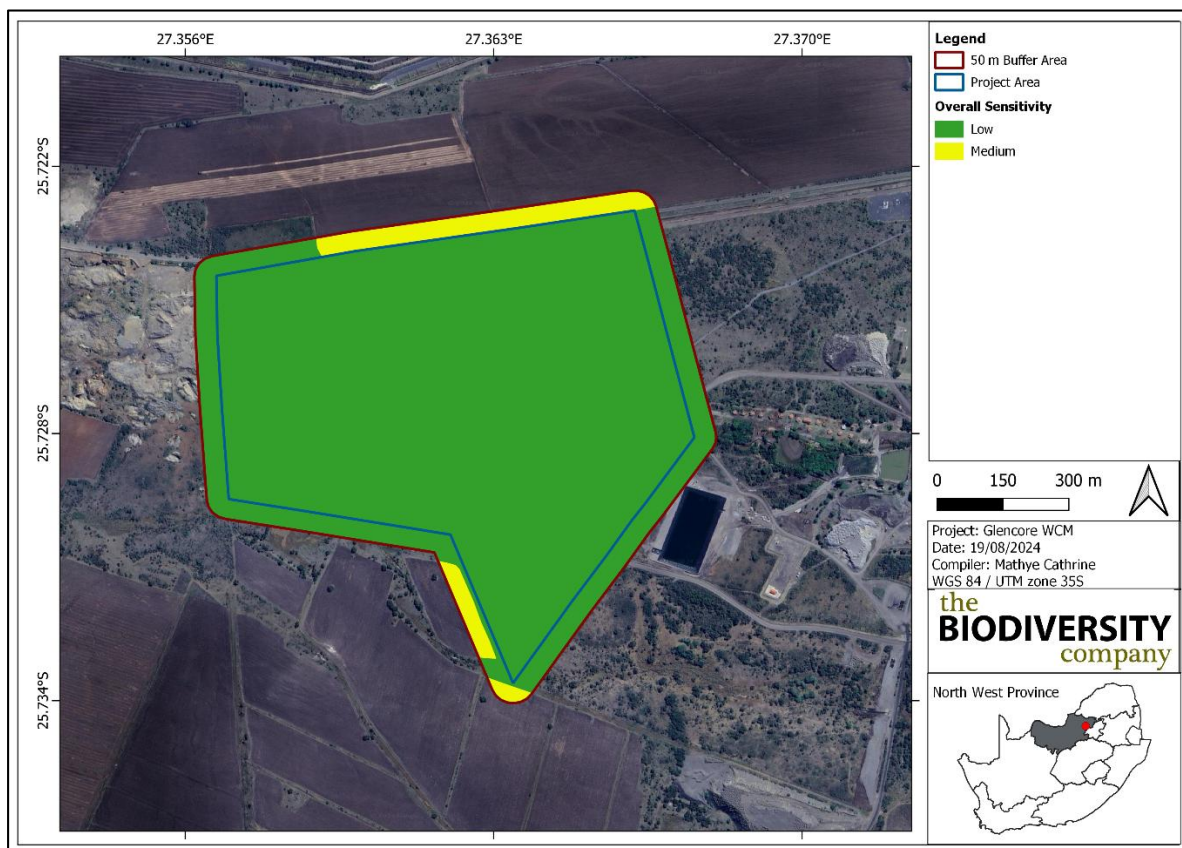 27.356°E
27.363°E
27.370°E
25.722°S
25.728°S
25.734°S
Legend
50 m Buffer Area
Project Area
Overall Sensitivity
Low
Medium
0 150 300 m
Project: Glencore WCM
Date: 19/08/2024
Compiler: Mathye Cathrine
WGS 84 / UTM zone 35S
the
BIODIVERSITY
company
North West Province